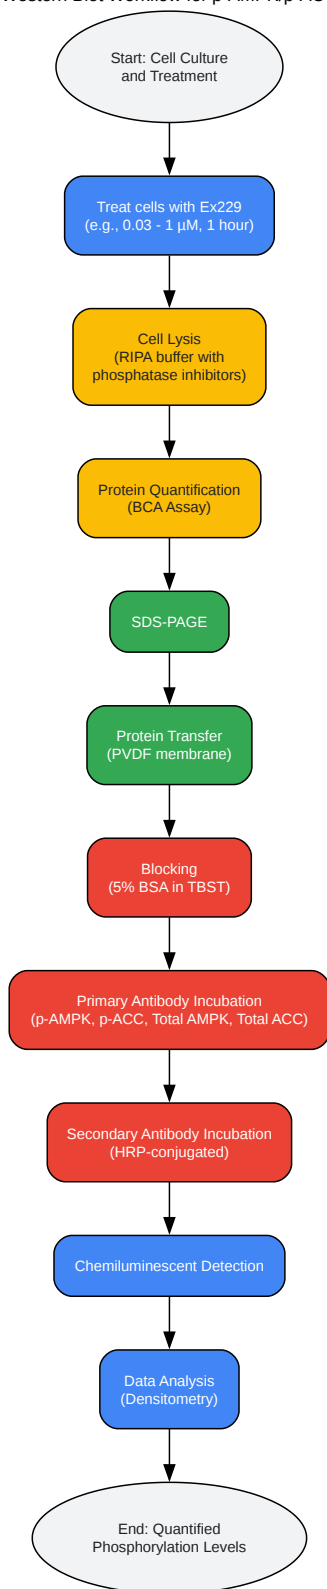 Start: Cell Culture
and Treatment
Treat cells with Ex229
(e.g., 0.03 - 1 µM, 1 hour)
Cell Lysis
(RIPA buffer with
phosphatase inhibitors)
Protein Quantification
(BCA Assay)
SDS-PAGE
Protein Transfer
(PVDF membrane)
Blocking
(5% BSA in TBST)
Primary Antibody Incubation
(p-AMPK, p-ACC, Total AMPK, Total ACC)
Secondary Antibody Incubation
(HRP-conjugated)
Chemiluminescent Detection
Data Analysis
(Densitometry)
End: Quantified
Phosphorylation Levels